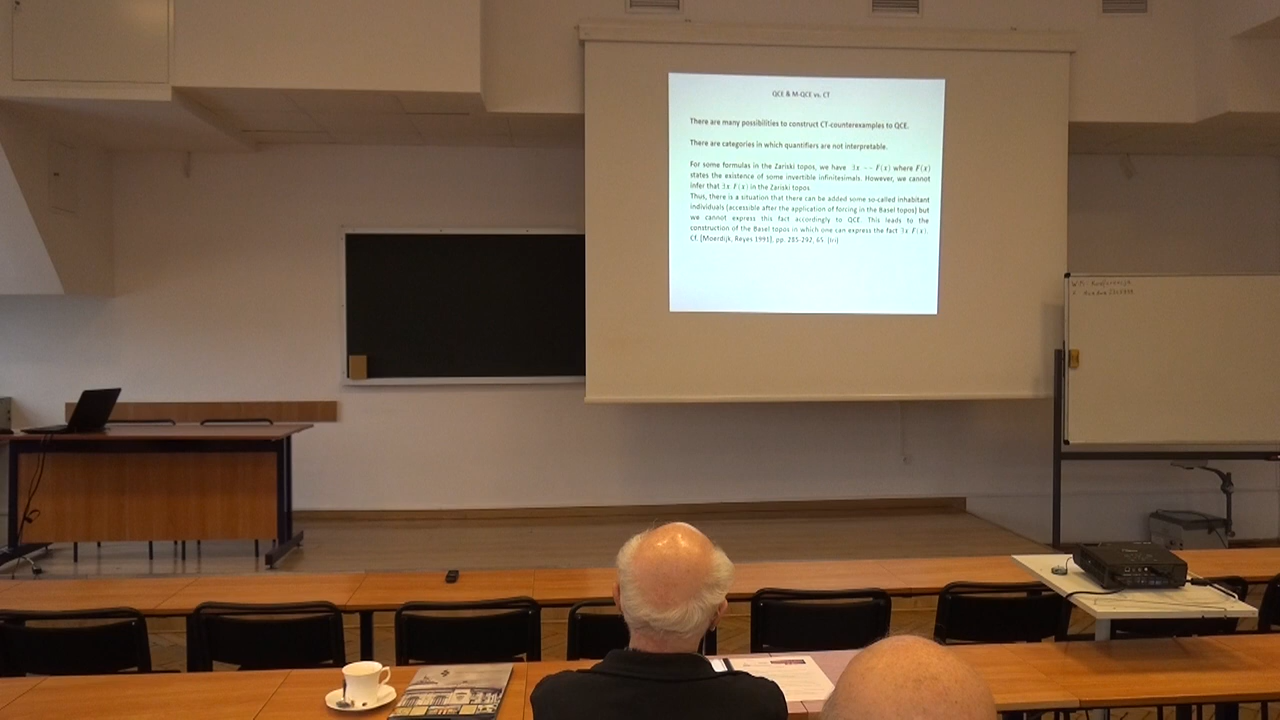 QCE & M-QCE vs. CT
There are many possibilities to construct CT-counterexamples to QCE.
There are categories in which quantifiers are not interpretable.
For some formulas in the Zariski topos, we have ∃x ¬¬F(x) where F(x)
states the existence of some invertible infinitesimals. However, we cannot
infer that ∃x F(x) in the Zariski topos.
Thus, there is a situation that there can be added some so-called inhabitant
individuals (accessible after the application of forcing in the Basel topos) but
we cannot express this fact accordingly to QCE. This leads to the
construction of the Basel topos in which one can express the fact ∃x F(x).
Cf. [Moerdijk, Reyes 1991], pp. 285-292, 65.